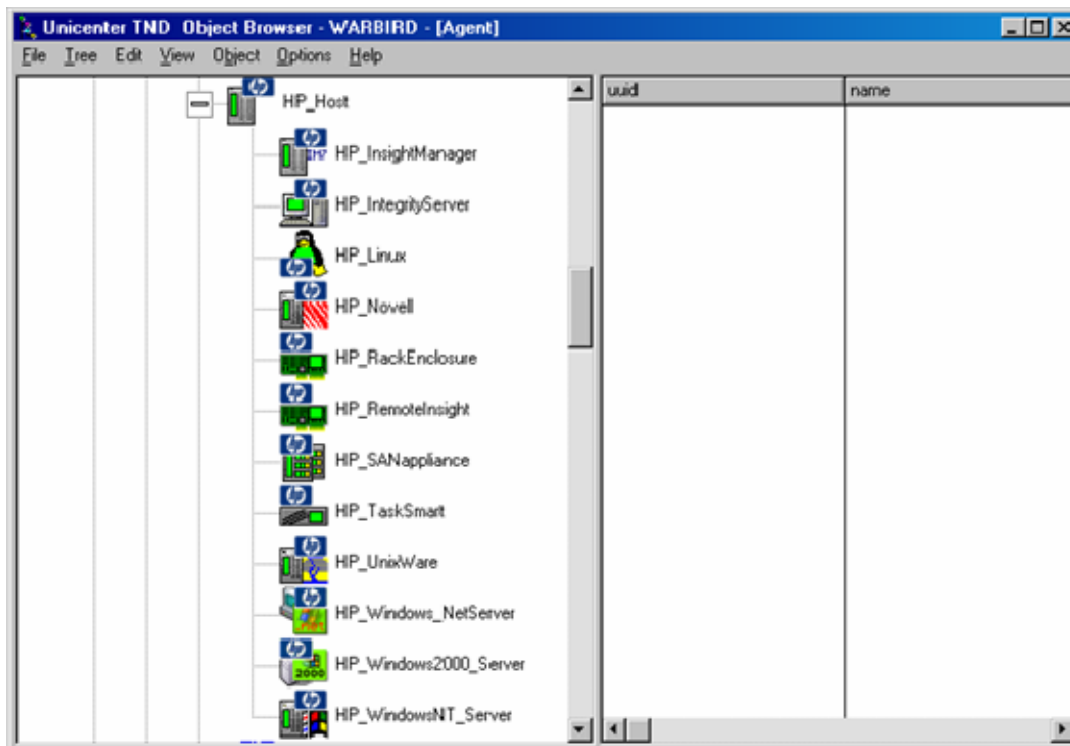 Unicenter TND Object Browser - WARBIRD - [Agent]
File Tree Edit View Object Options Help
uuid name
HP_Host
HP_InsightManager
HP_IntegrityServer
HP_Linux
HP_Novell
HP_RackEnclosure
HP_RemoteInsight
HP_SANappliance
HP_TaskSmart
HP_UnixWare
HP_Windows_NetServer
HP_Windows2000_Server
HP_WindowsNT_Server